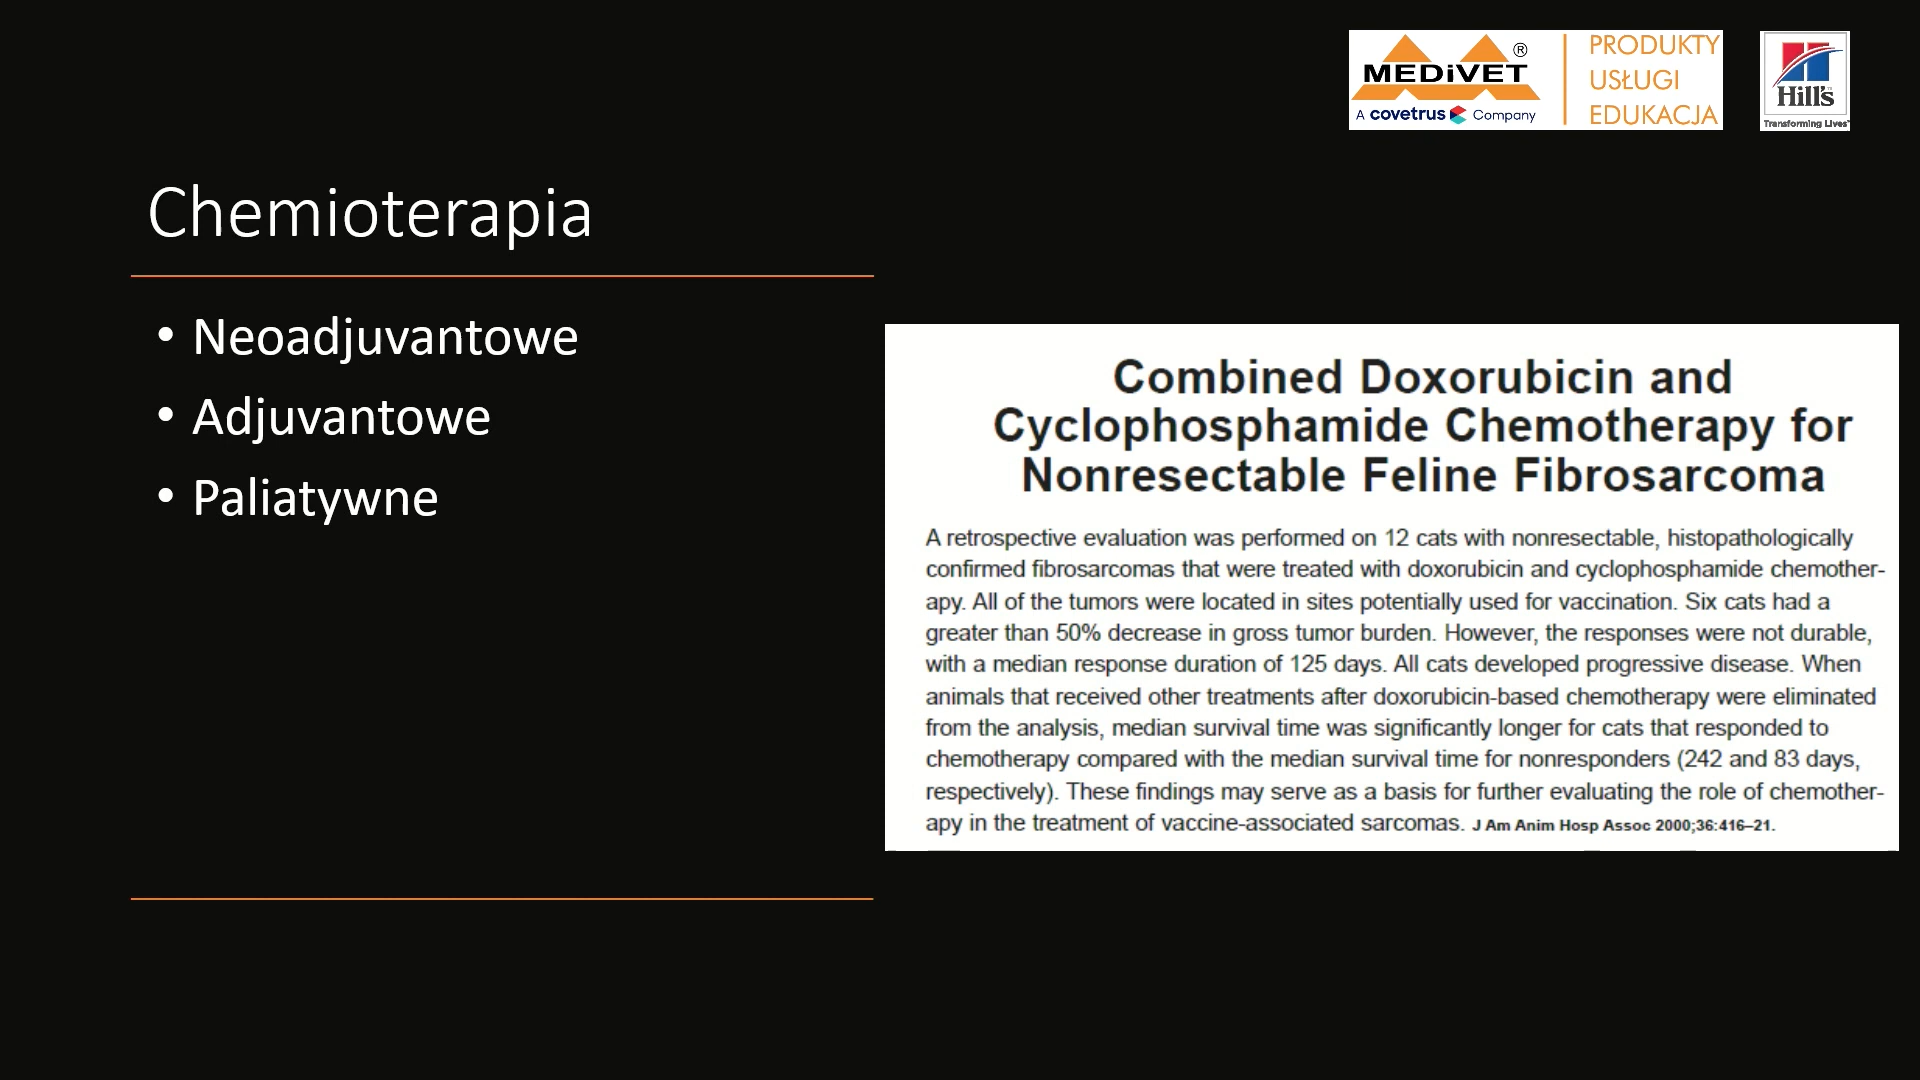 MEDiVET ®
A covetrus Company
PRODUKTY
USŁUGI
EDUKACJA
Hill's
Transforming Lives™
Chemioterapia
• Neoadjuvantowe
• Adjuvantowe
• Paliatywne
Combined Doxorubicin and
Cyclophosphamide Chemotherapy for
Nonresectable Feline Fibrosarcoma
A retrospective evaluation was performed on 12 cats with nonresectable, histopathologically
confirmed fibrosarcomas that were treated with doxorubicin and cyclophosphamide chemother-
apy. All of the tumors were located in sites potentially used for vaccination. Six cats had a
greater than 50% decrease in gross tumor burden. However, the responses were not durable,
with a median response duration of 125 days. All cats developed progressive disease. When
animals that received other treatments after doxorubicin-based chemotherapy were eliminated
from the analysis, median survival time was significantly longer for cats that responded to
chemotherapy compared with the median survival time for nonresponders (242 and 83 days,
respectively). These findings may serve as a basis for further evaluating the role of chemother-
apy in the treatment of vaccine-associated sarcomas. J Am Anim Hosp Assoc 2000;36:416–21.